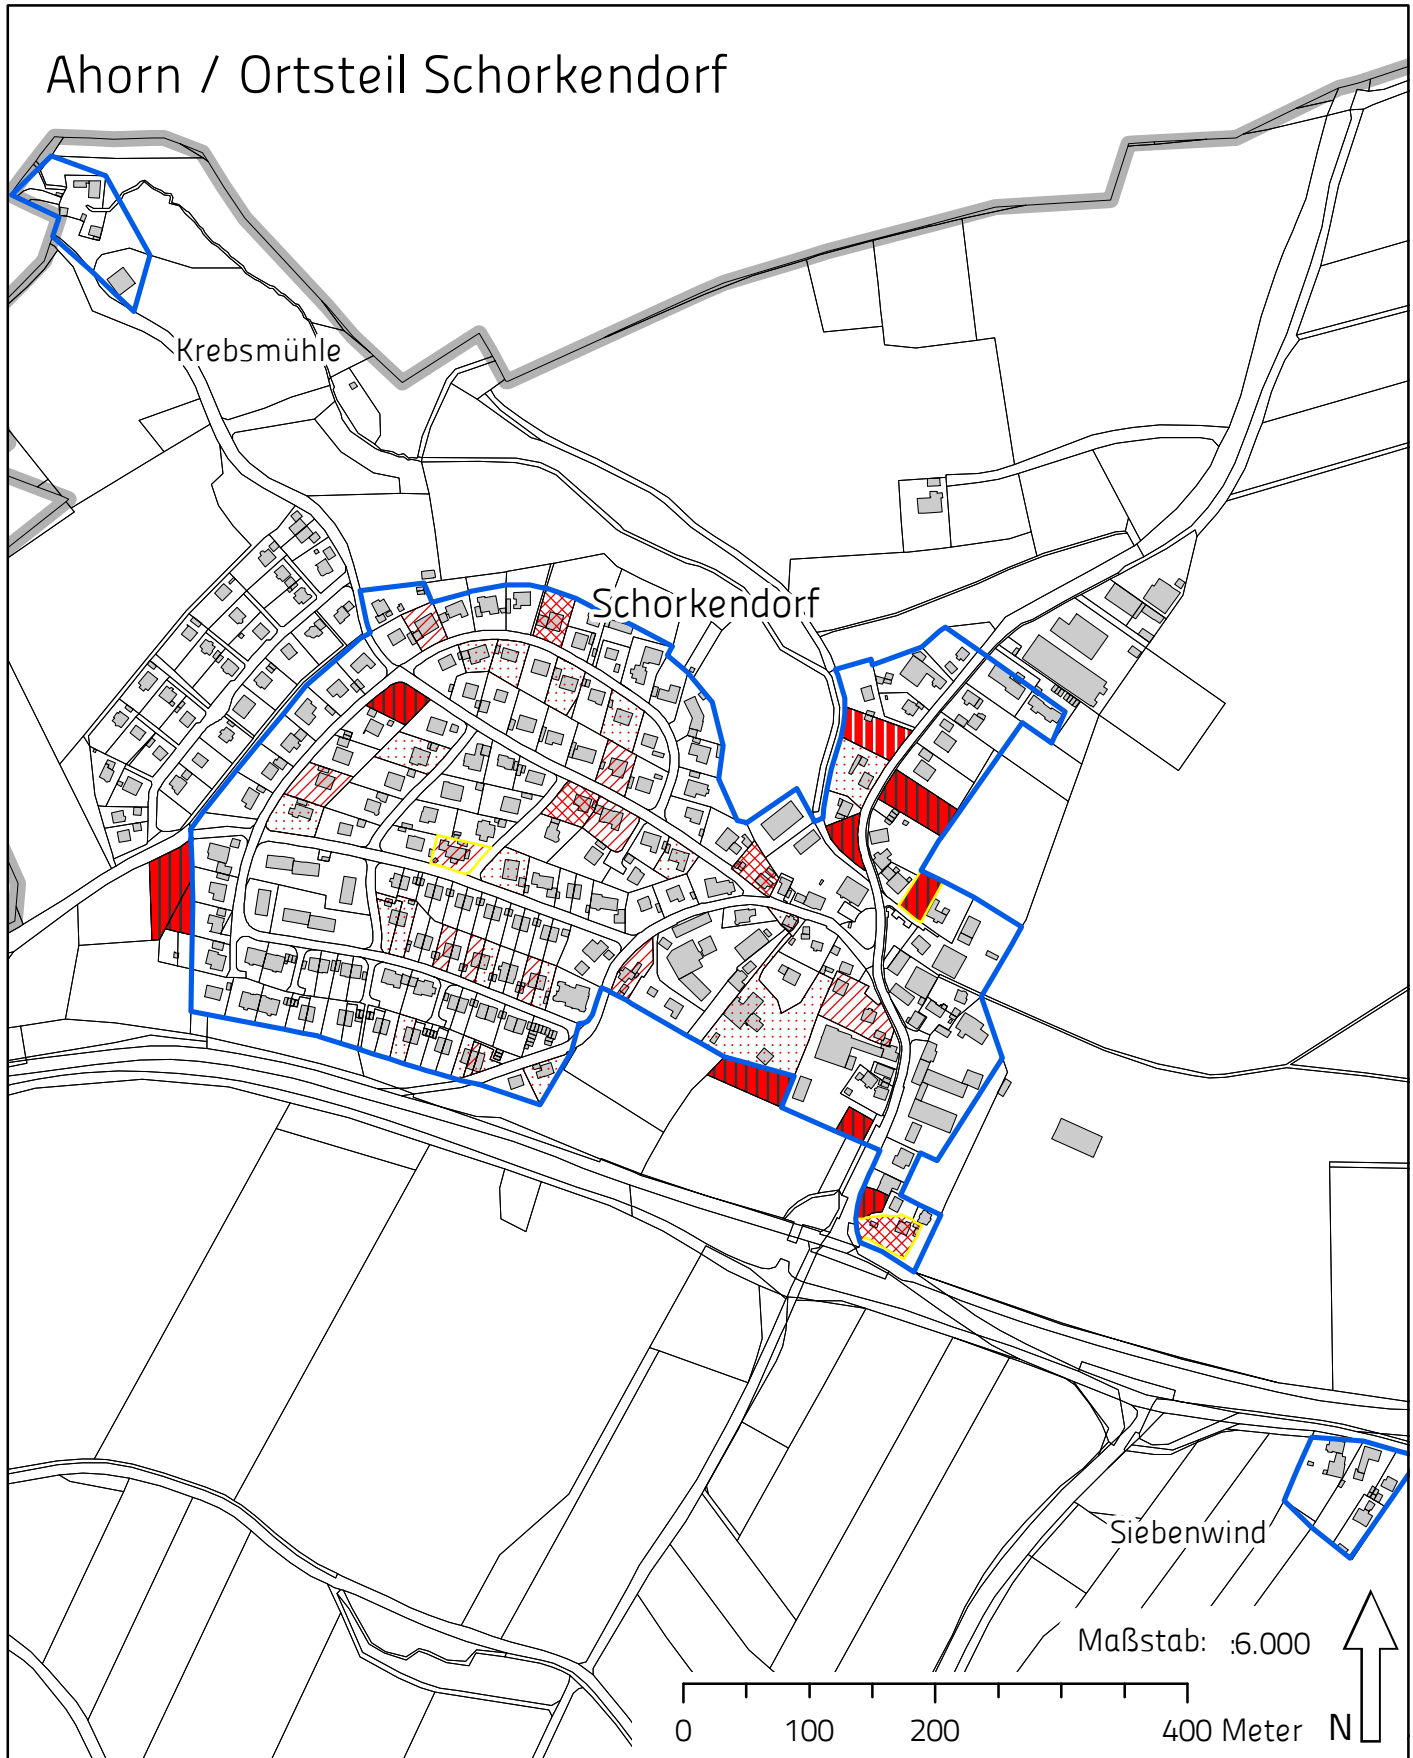 Ahorn / Ortsteil Schorkendorf
Krebsmühle
Schorkendorf
Siebenwind
Maßstab: :6.000
0 100 200 400 Meter N